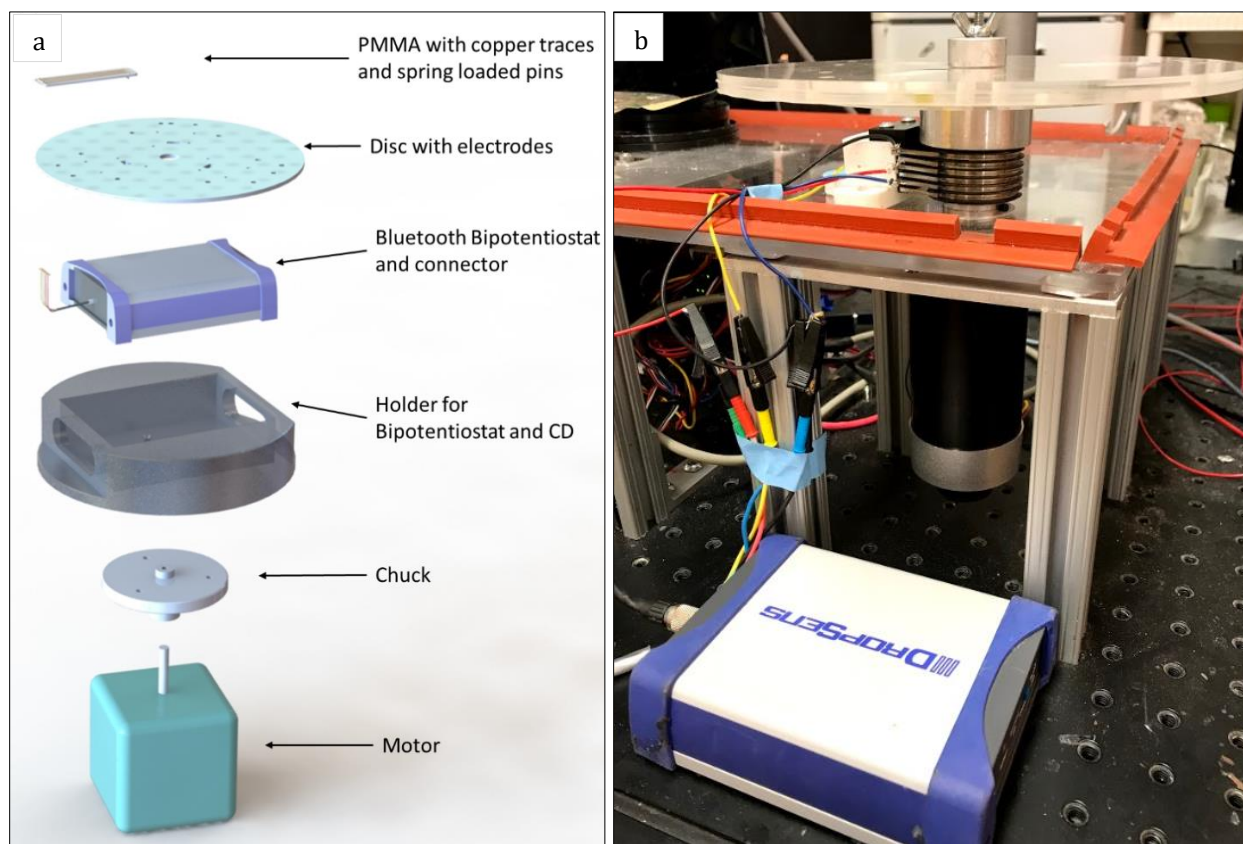 a
PMMA with copper traces
and spring loaded pins
Disc with electrodes
Bluetooth Bipotentiostat
and connector
Holder for
Bipotentiostat and CD
Chuck
Motor
b
DROPSENS